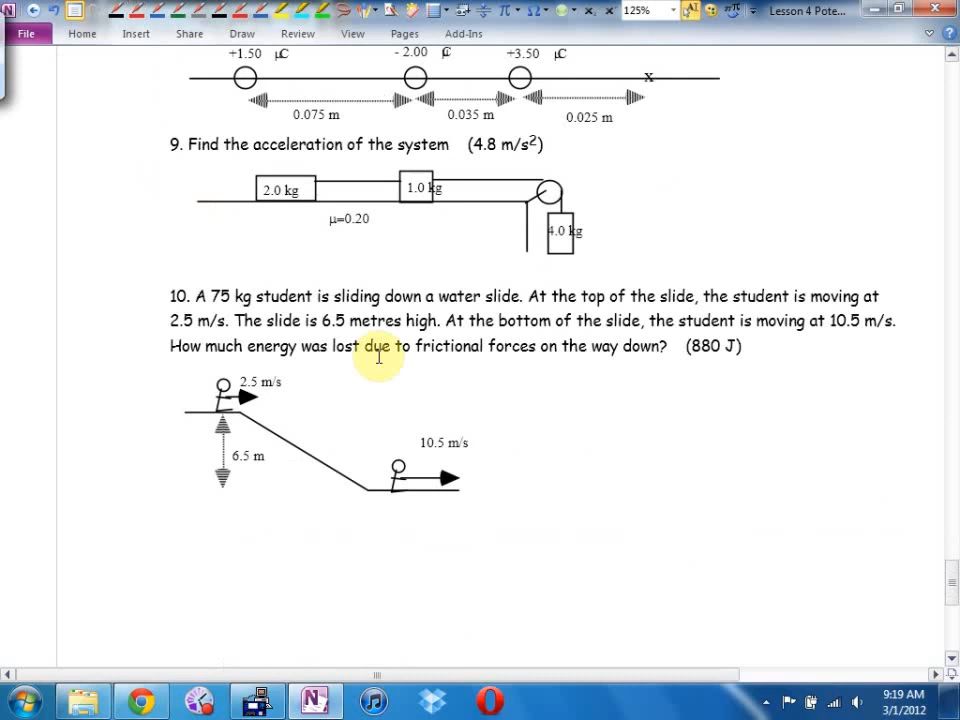 125%
Lesson 4 Pote...
File Home Insert Share Draw Review View Pages Add-Ins
+1.50 µC - 2.00 µC +3.50 µC
x
0.075 m 0.035 m 0.025 m
9. Find the acceleration of the system (4.8 m/s²)
2.0 kg 1.0 kg
µ=0.20
4.0 kg
10. A 75 kg student is sliding down a water slide. At the top of the slide, the student is moving at
2.5 m/s. The slide is 6.5 metres high. At the bottom of the slide, the student is moving at 10.5 m/s.
How much energy was lost due to frictional forces on the way down? (880 J)
2.5 m/s
10.5 m/s
6.5 m
9:19 AM
3/1/2012